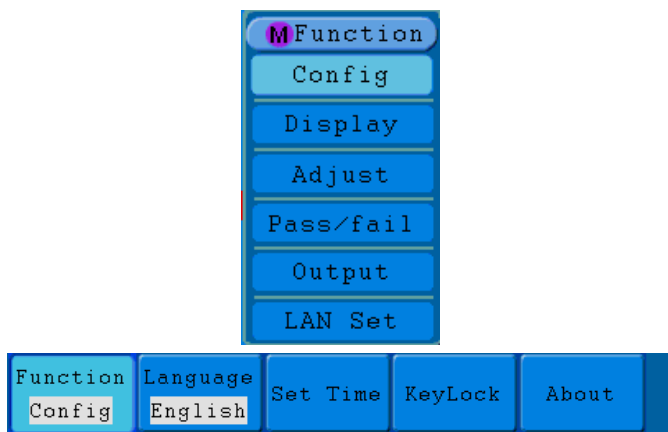 MFunction
Config
Display
Adjust
Pass/fail
Output
LAN Set
Function Language Set Time KeyLock About
Config English